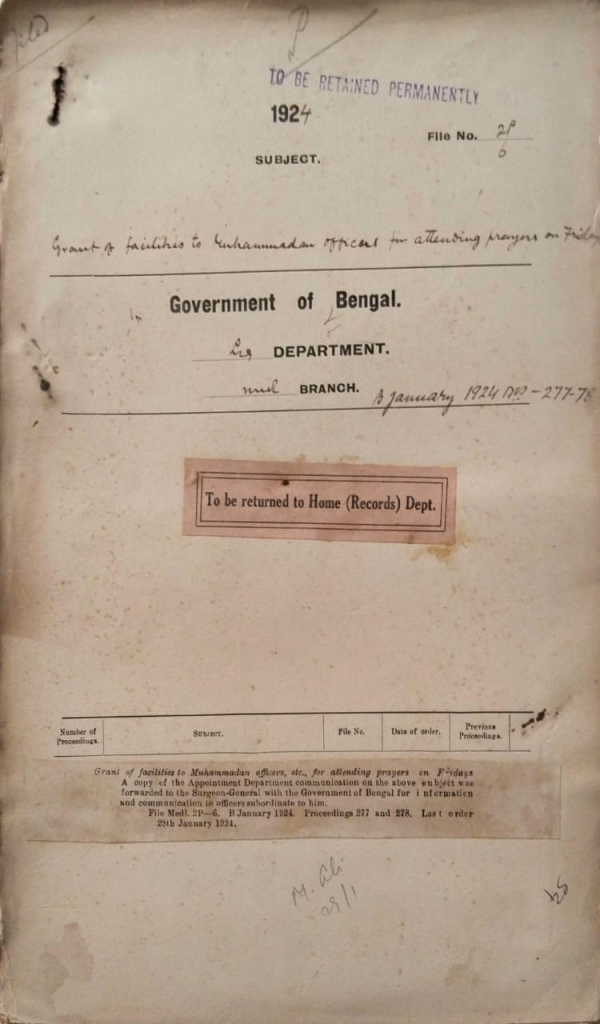 Filed
P
TO BE RETAINED PERMANENTLY
1924
File No. 2P
6
SUBJECT.
Grant of facilities to Muhammadan officers for attending prayers on Friday
Government of Bengal.
DEPARTMENT.
BRANCH. B January 1924 Nos - 277-78
To be returned to Home (Records) Dept.
Number of Proceedings. SUBJECT. File No. Date of order. Previous Proceedings.
Grant of facilities to Muhammadan officers, etc., for attending prayers on Fridays
A copy of the Appointment Department communication on the above subject was
forwarded to the Surgeon-General with the Government of Bengal for information
and communication to officers subordinate to him.
File Medl. 2P—6. B January 1924. Proceedings 277 and 278. Last order
28th January 1924.
M. Ali
29/1